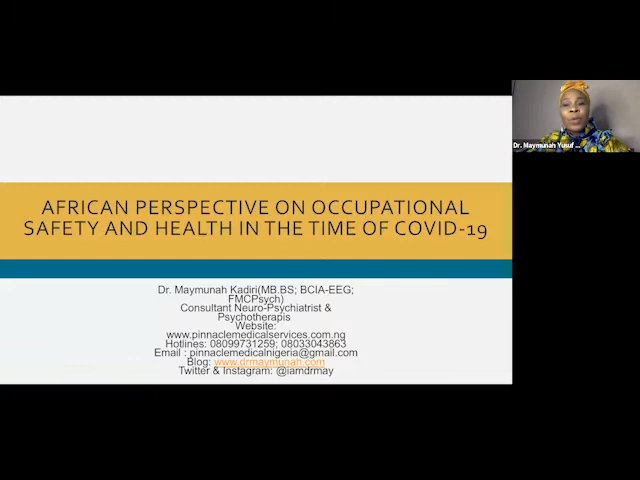 Dr. Maymunah Yusuf ...
AFRICAN PERSPECTIVE ON OCCUPATIONAL
SAFETY AND HEALTH IN THE TIME OF COVID-19
Dr. Maymunah Kadiri(MB.BS; BCIA-EEG;
FMCPsych)
Consultant Neuro-Psychiatrist &
Psychotherapis
Website:
www.pinnaclemedicalservices.com.ng
Hotlines: 08099731259; 08033043863
Email : pinnaclemedicalnigeria@gmail.com
Blog: www.drmaymunah.com
Twitter & Instagram: @iamdrmay